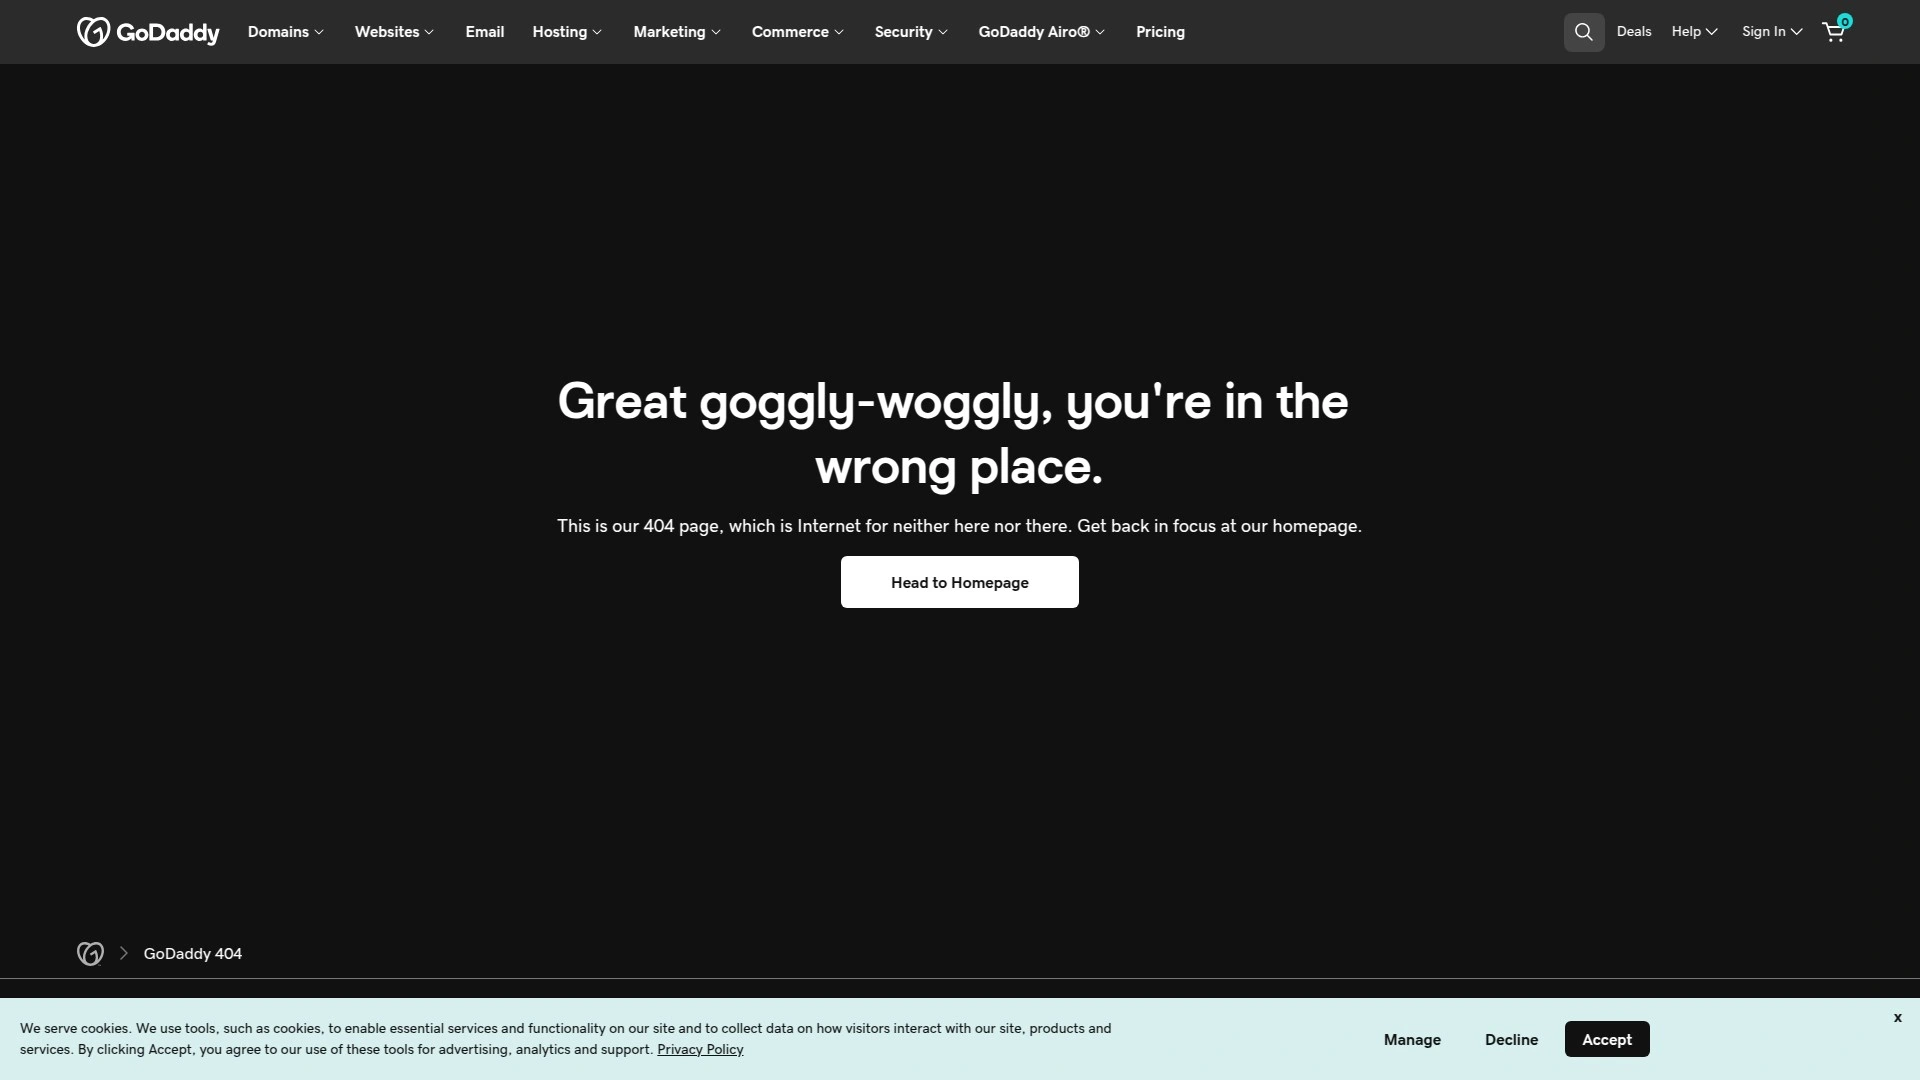 GoDaddy Domains Websites Email Hosting Marketing Commerce Security GoDaddy Airo® Pricing Deals Help Sign In 0
Great goggly-woggly, you're in the
wrong place.
This is our 404 page, which is Internet for neither here nor there. Get back in focus at our homepage.
Head to Homepage
GoDaddy 404
We serve cookies. We use tools, such as cookies, to enable essential services and functionality on our site and to collect data on how visitors interact with our site, products and
services. By clicking Accept, you agree to our use of these tools for advertising, analytics and support. Privacy Policy
Manage Decline Accept
x